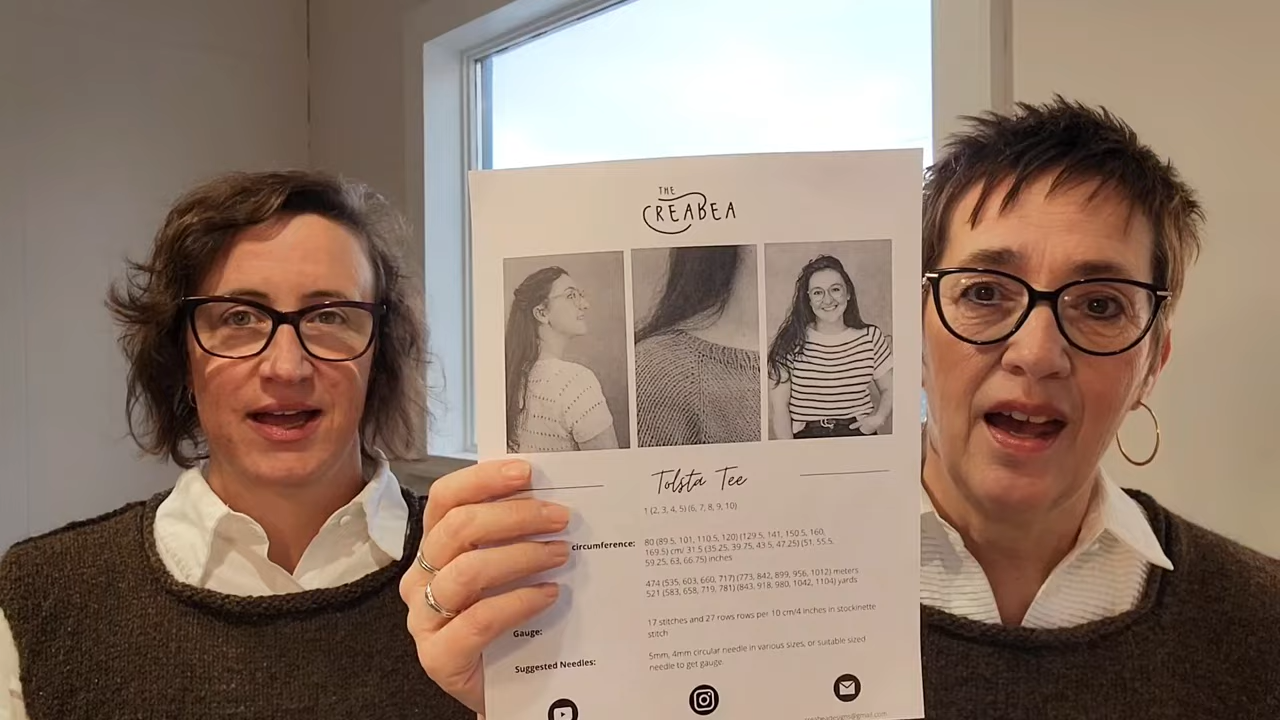 THE
CREABEA
Tolsta Tee
1 (2, 3, 4, 5) (6, 7, 8, 9, 10)
circumference:
80 (89.5, 101, 110.5, 120) (129.5, 141, 150.5, 160,
169.5) cm/ 31.5 (35.25, 39.75, 43.5, 47.25) (51, 55.5,
59.25, 63, 66.75) inches
474 (535, 603, 660, 717) (773, 842, 899, 956, 1012) meters
521 (583, 658, 719, 781) (843, 918, 980, 1042, 1104) yards
Gauge:
17 stitches and 27 rows rows per 10 cm/4 inches in stockinette
stitch
Suggested Needles:
5mm, 4mm circular needle in various sizes, or suitable sized
needle to get gauge.